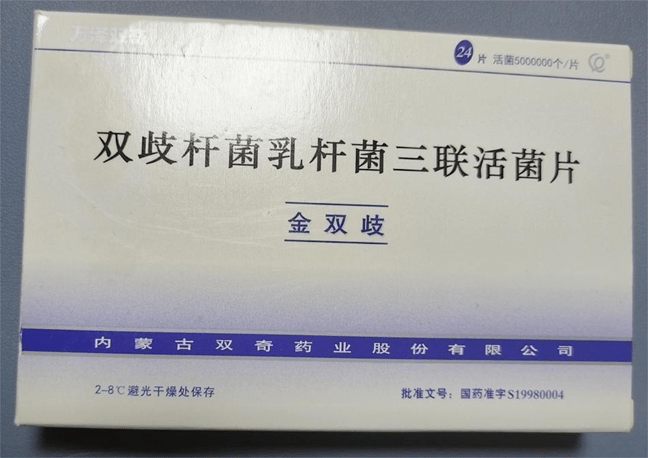 24片 活菌5000000个/片
双歧杆菌乳杆菌三联活菌片
金双歧
内蒙古双奇药业股份有限公司
2-8℃避光干燥处保存 批准文号：国药准字S19980004